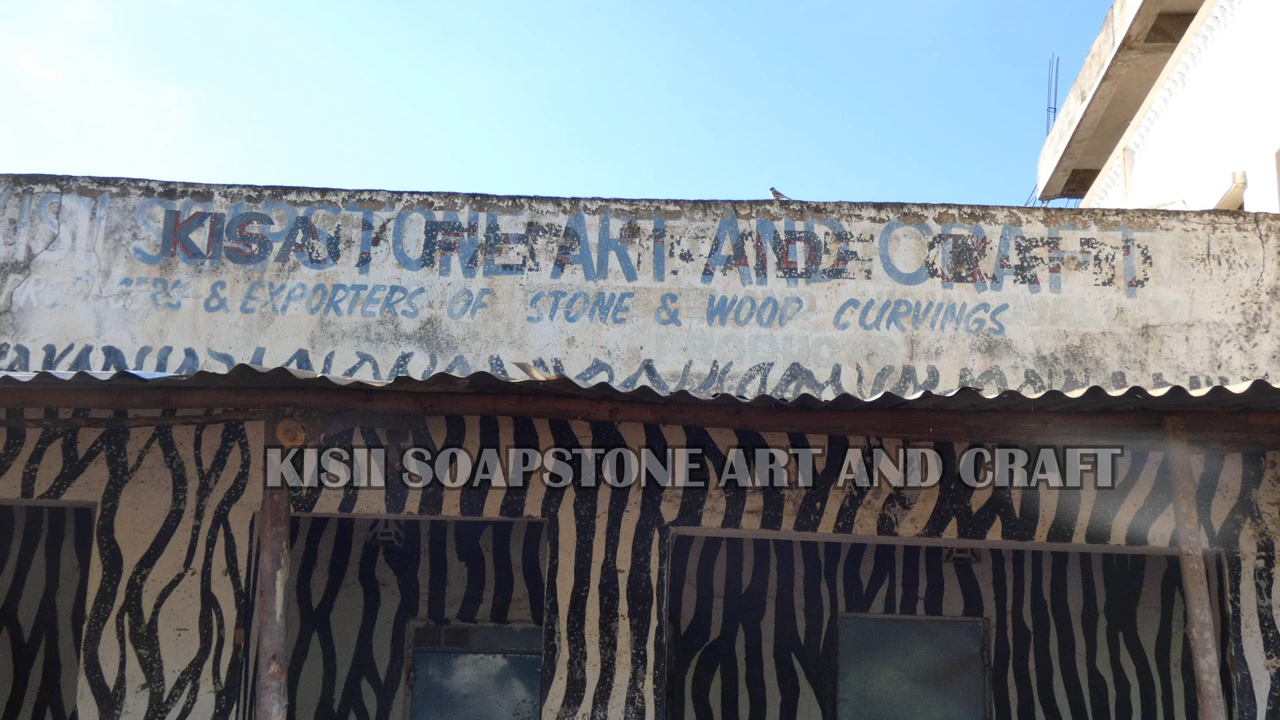 KISII SOAPSTONE ART AND CRAFT
& EXPORTERS OF STONE & WOOD CURVINGS
KISII SOAPSTONE ART AND CRAFT